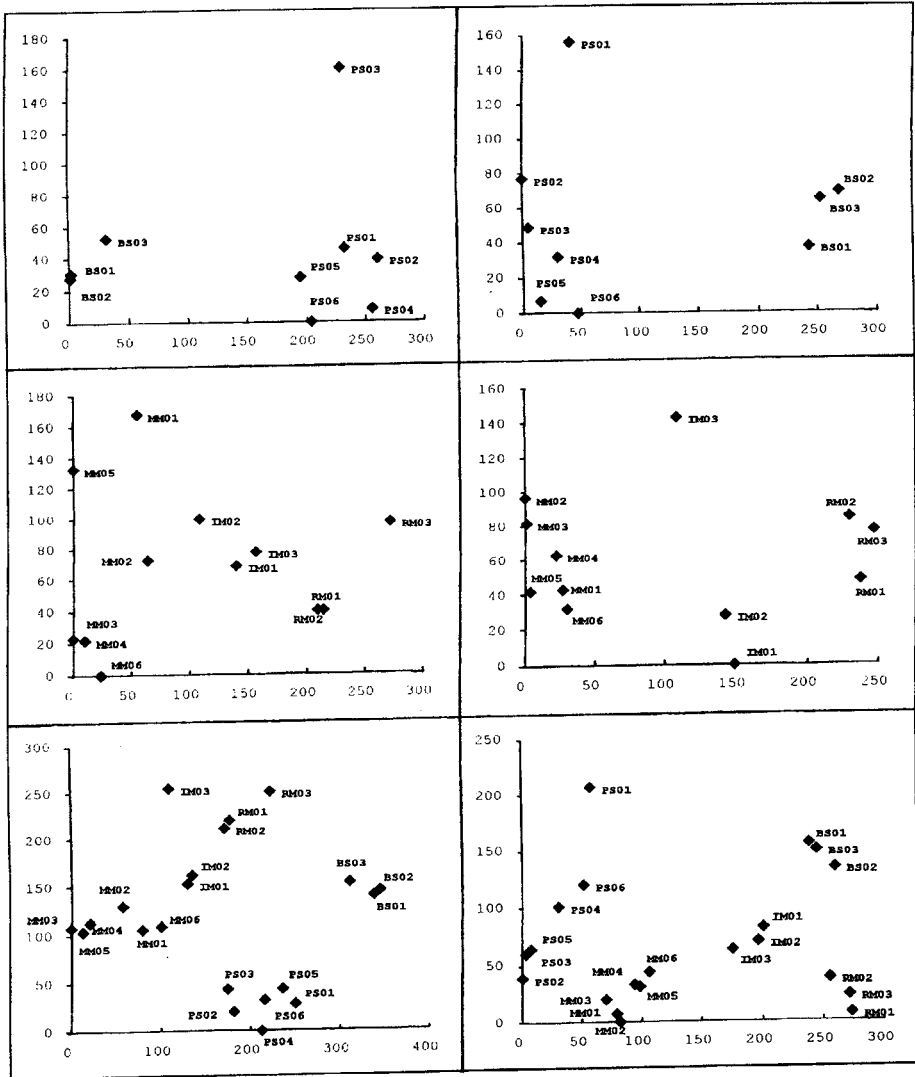 180
160 PS03
140
120
100
80
60 BS03
40 PS01
BS01 PS05 PS02
20 BS02 PS06 PS04
0
0 50 100 150 200 250 300
160 PS01
140
120
100
80 PS02 BS02
60 BS03
PS03
40 PS04 BS01
20
PS05 PS06
0
0 50 100 150 200 250 300
180
MM01
160
140
MM05
120
100 IM02 RM03
80 MM02 IM03
IM01
60
RM01
40 RM02
MM03
20 MM04
MM06
0
0 50 100 150 200 300
160
IM03
140
120
100
MM02 RM02
80 MM03
RM03
60 MM04
MM05 MM01 RM01
40
MM06 IM02
20
IM01
0
0 50 100 150 200 250
300
250 IM03 RM03
RM01
200 RM02
IM02
BS03 BS02
150 MM02 IM01
BS01
MM03 MM06
100 MM04
MM05 MM01
50 PS03 PS05
PS01
PS02 PS06
0 PS04
0 100 200 300 400
250
200 PS01
BS01
150 BS03
BS02
PS06
100 PS04
IM01
PS05 IM02
50 PS03 MM04 MM06 IM03
PS02 RM02
MM03 MM05 RM03
MM01 RM01
0 MM02
0 50 100 150 200 250 300